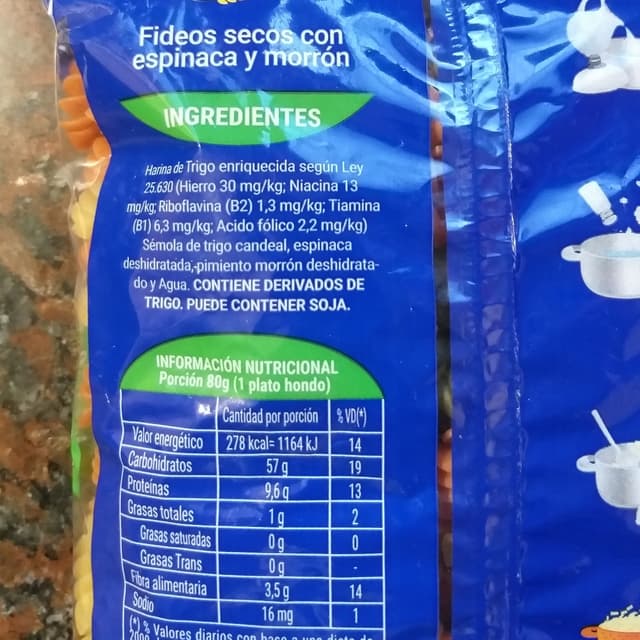 Fideos secos con
espinaca y morrón
INGREDIENTES
Harina de Trigo enriquecida según Ley
25.630 (Hierro 30 mg/kg; Niacina 13
mg/kg; Riboflavina (B2) 1,3 mg/kg; Tiamina
(B1) 6,3 mg/kg; Acido fólico 2,2 mg/kg)
Sémola de trigo candeal, espinaca
deshidratada,-pimiento morrón deshidrata-
do y Agua. CONTIENE DERIVADOS DE
TRIGO. PUEDE CONTENER SOJA.
INFORMACIÓN NUTRICIONAL
Porción 80g (1 plato hondo)
Cantidad por porción % VD(*)
Valor energético 278 kcal= 1164 kJ 14
Carbohidratos 57 g 19
Proteínas 9,6 g 13
Grasas totales 1 g 2
Grasas saturadas 0 g 0
Grasas Trans 0 g -
Fibra alimentaria 3,5 g 14
Sodio 16 mg 1
(*) % Valores diarios con base a una dieta de